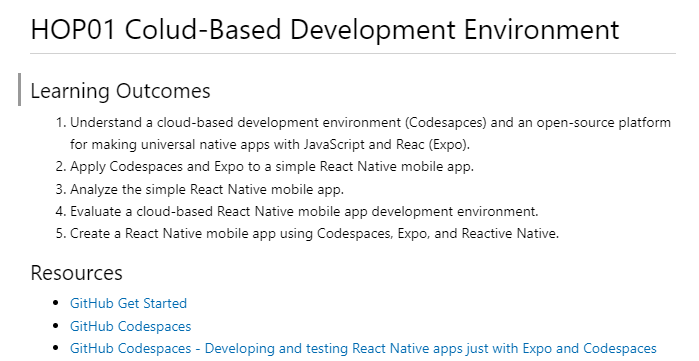 HOP01 Colud-Based Development Environment
Learning Outcomes
1. Understand a cloud-based development environment (Codesapces) and an open-source platform
for making universal native apps with JavaScript and Reac (Expo).
2. Apply Codespaces and Expo to a simple React Native mobile app.
3. Analyze the simple React Native mobile app.
4. Evaluate a cloud-based React Native mobile app development environment.
5. Create a React Native mobile app using Codespaces, Expo, and Reactive Native.
Resources
• GitHub Get Started
• GitHub Codespaces
• GitHub Codespaces - Developing and testing React Native apps just with Expo and Codespaces